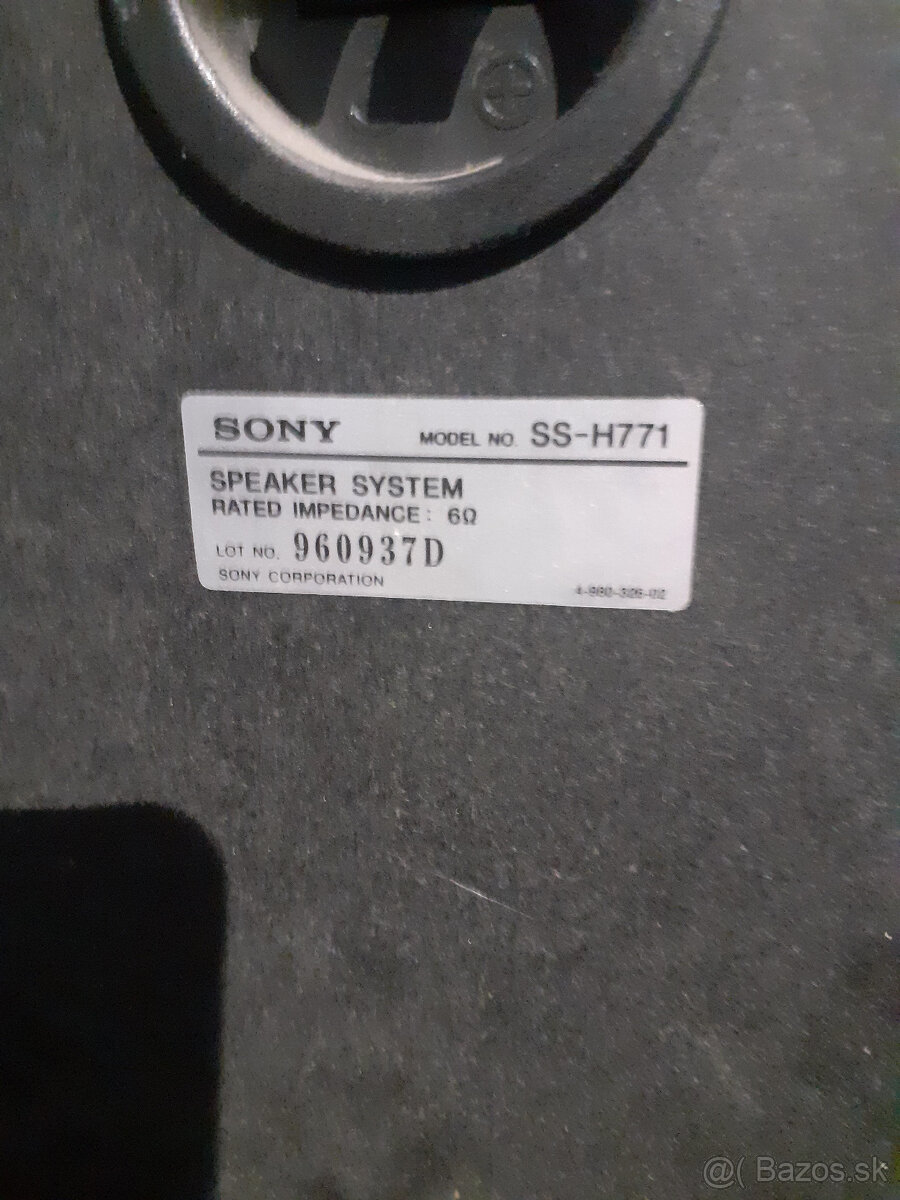 SONY MODEL NO. SS-H771
SPEAKER SYSTEM
RATED IMPEDANCE: 6Ω
LOT NO. 960937D
SONY CORPORATION 4-980-326-02
@( Bazos.sk